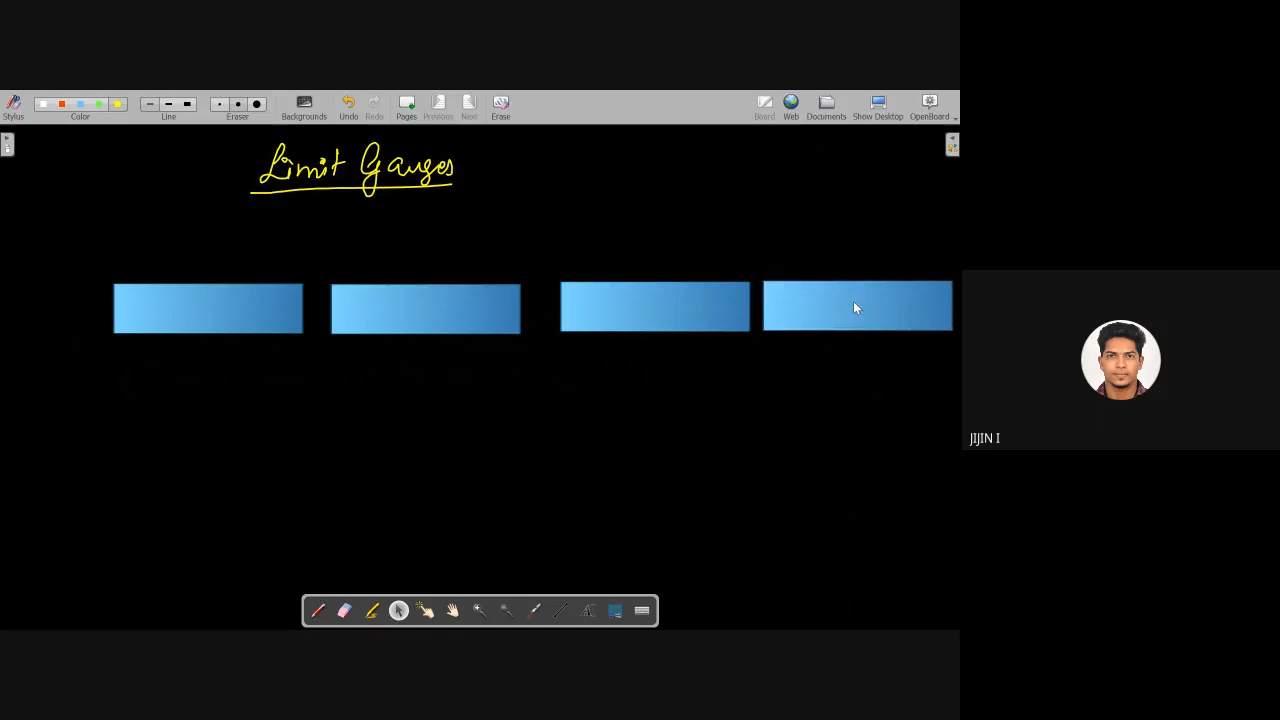 Stylus Color Line Eraser Backgrounds Undo Redo Pages Previous Next Erase Board Web Documents Show Desktop OpenBoard
Limit Gauges
JIJIN I